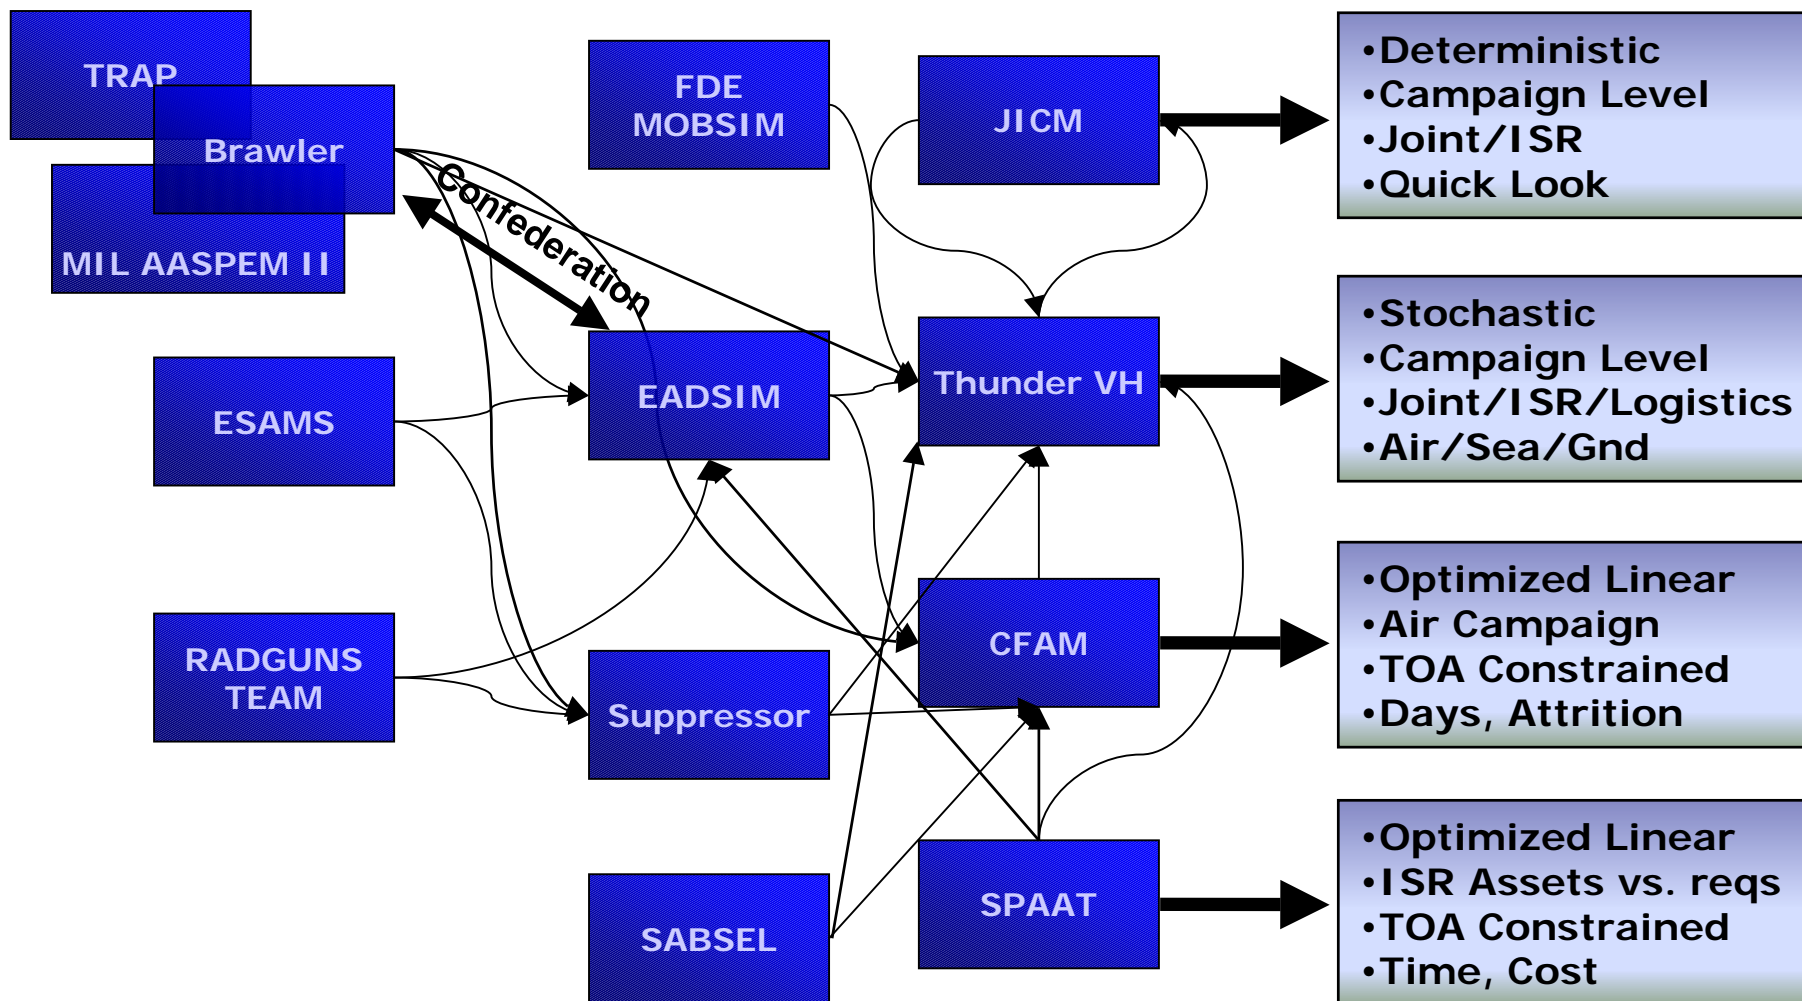 TRAP
Brawler
MIL AASPEM II
Confederation
FDE
MOBSIM
JICM
•Deterministic
•Campaign Level
•Joint/ISR
•Quick Look
ESAMS
EADSIM
Thunder VH
•Stochastic
•Campaign Level
•Joint/ISR/Logistics
•Air/Sea/Gnd
RADGUNS
TEAM
Suppressor
CFAM
•Optimized Linear
•Air Campaign
•TOA Constrained
•Days, Attrition
SABSEL
SPAAT
•Optimized Linear
•ISR Assets vs. reqs
•TOA Constrained
•Time, Cost